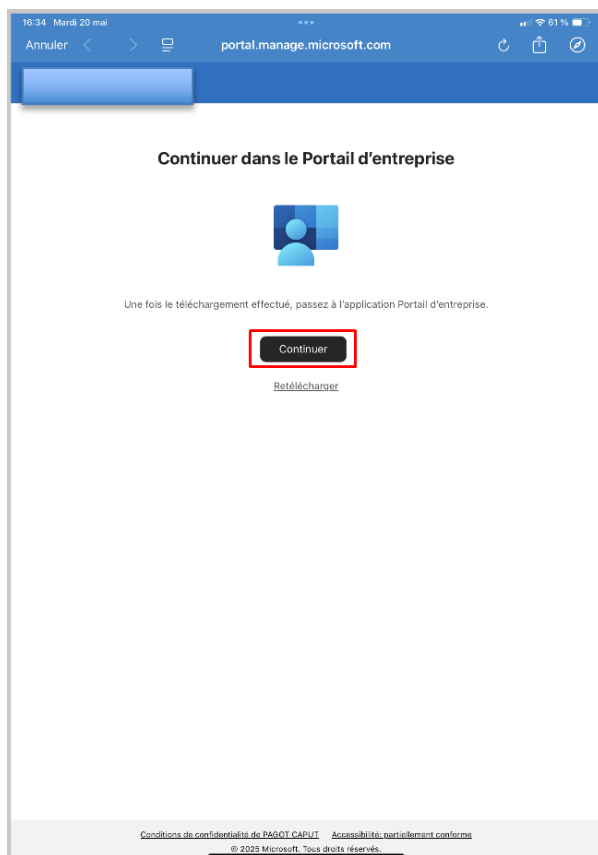 16:34 Mardi 20 mai
61 %
Annuler
portal.manage.microsoft.com
Continuer dans le Portail d'entreprise
Une fois le téléchargement effectué, passez à l'application Portail d'entreprise.
Continuer
Retélécharger
Conditions de confidentialité de PAGOT CAPUT Accessibilité: partiellement conforme
© 2025 Microsoft. Tous droits réservés.